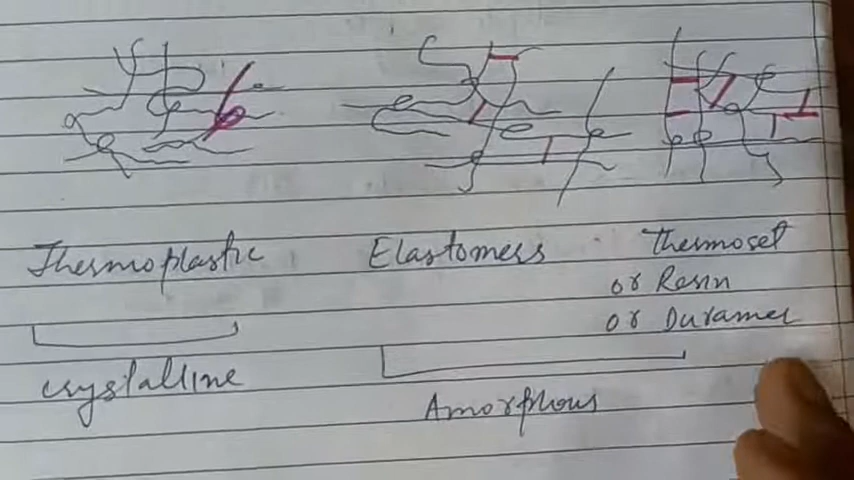 Thermoplastic Elastomers Thermoset
or Resin
or Duramer
crystalline
Amorphous